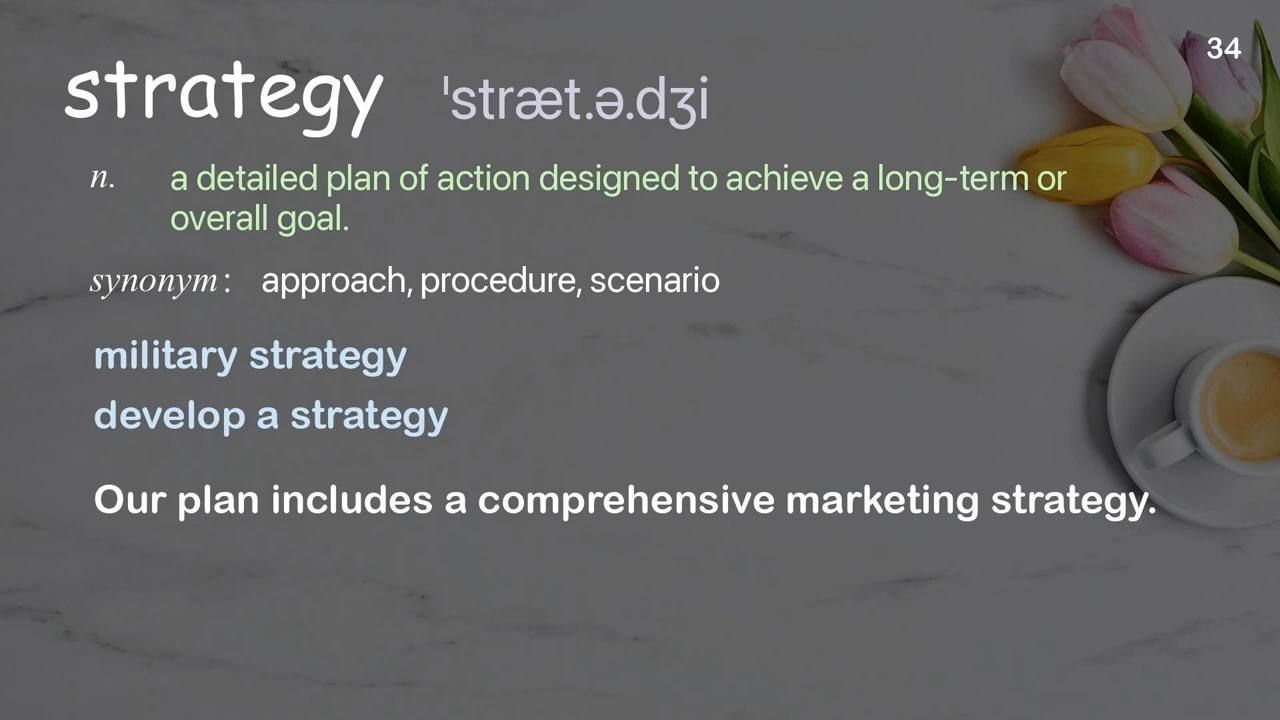 34
strategy ˈstræt.ə.dʒi
n. a detailed plan of action designed to achieve a long-term or
overall goal.
synonym: approach, procedure, scenario
military strategy
develop a strategy
Our plan includes a comprehensive marketing strategy.